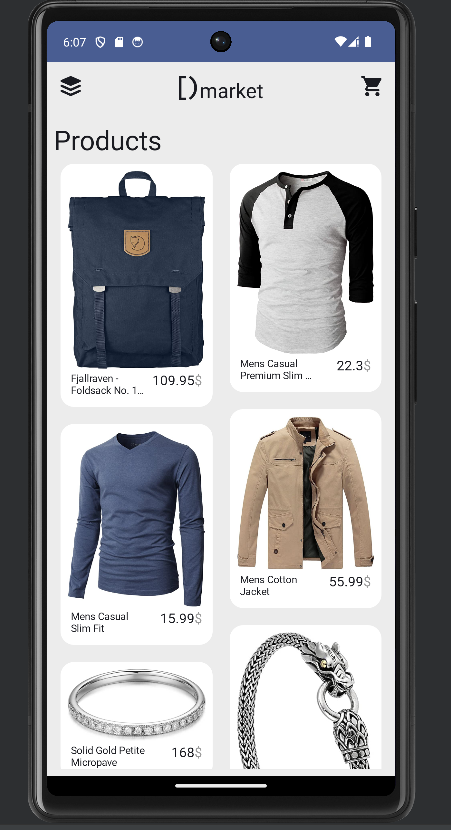 6:07
[)market
Products
Fjallraven -
Foldsack No. 1...
109.95$
Mens Casual
Premium Slim ...
22.3$
Mens Casual
Slim Fit
15.99$
Mens Cotton
Jacket
55.99$
Solid Gold Petite
Micropave
168$